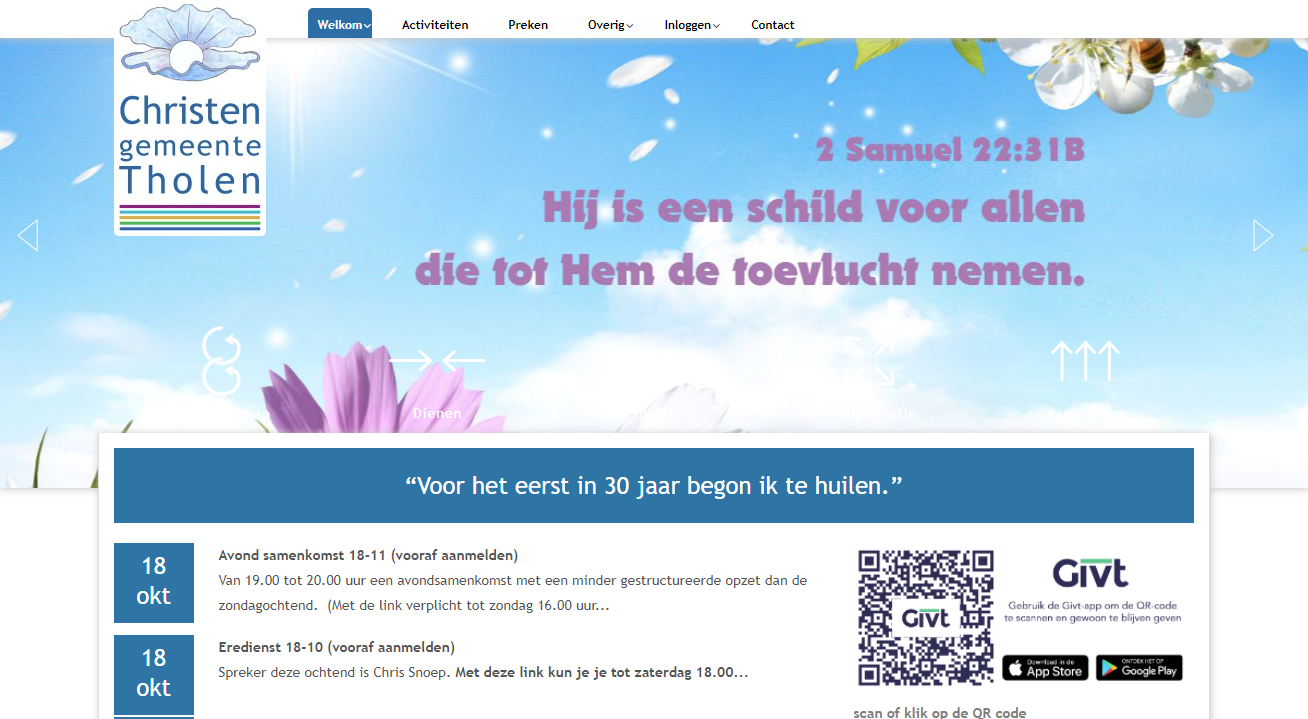 Welkom
Activiteiten
Preken
Overig
Inloggen
Contact
Christen
gemeente
Tholen
2 Samuel 22:31B
Hij is een schild voor allen
die tot Hem de toevlucht nemen.
Dienen
“Voor het eerst in 30 jaar begon ik te huilen.”
18
okt
Avond samenkomst 18-11 (vooraf aanmelden)
Van 19.00 tot 20.00 uur een avondsamenkomst met een minder gestructureerde opzet dan de
zondagochtend. (Met de link verplicht tot zondag 16.00 uur...
18
okt
Eredienst 18-10 (vooraf aanmelden)
Spreker deze ochtend is Chris Snoep. Met deze link kun je je tot zaterdag 18.00...
Givt
Givt
Gebruik de Givt-app om de QR-code
te scannen en gewoon te blijven geven
Download in de
App Store
ONTDEK HET OP
Google Play
scan of klik op de QR code